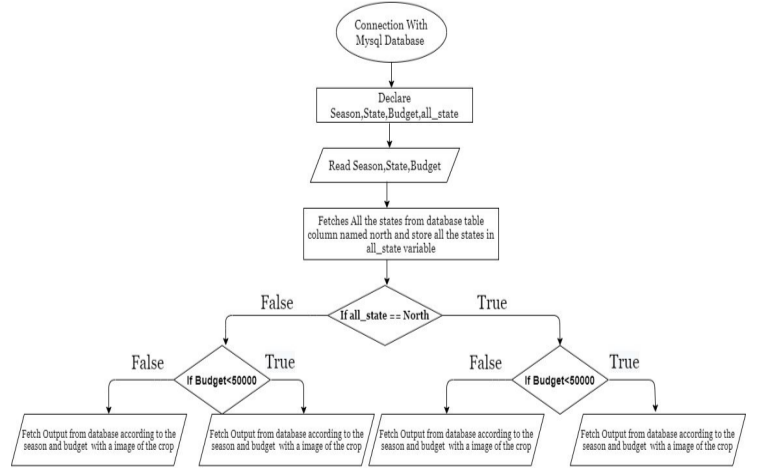 Connection With
Mysql Database
Declare
Season,State,Budget,all_state
Read Season,State,Budget
Fetches All the states from database table
column named north and store all the states in
all_state variable
False
True
If all_state == North
False
True
False
True
If Budget<50000
If Budget<50000
Fetch Output from database according to the
season and budget with a image of the crop
Fetch Output from database according to the
season and budget with a image of the crop
Fetch Output from database according to the
season and budget with a image of the crop
Fetch Output from database according to the
season and budget with a image of the crop